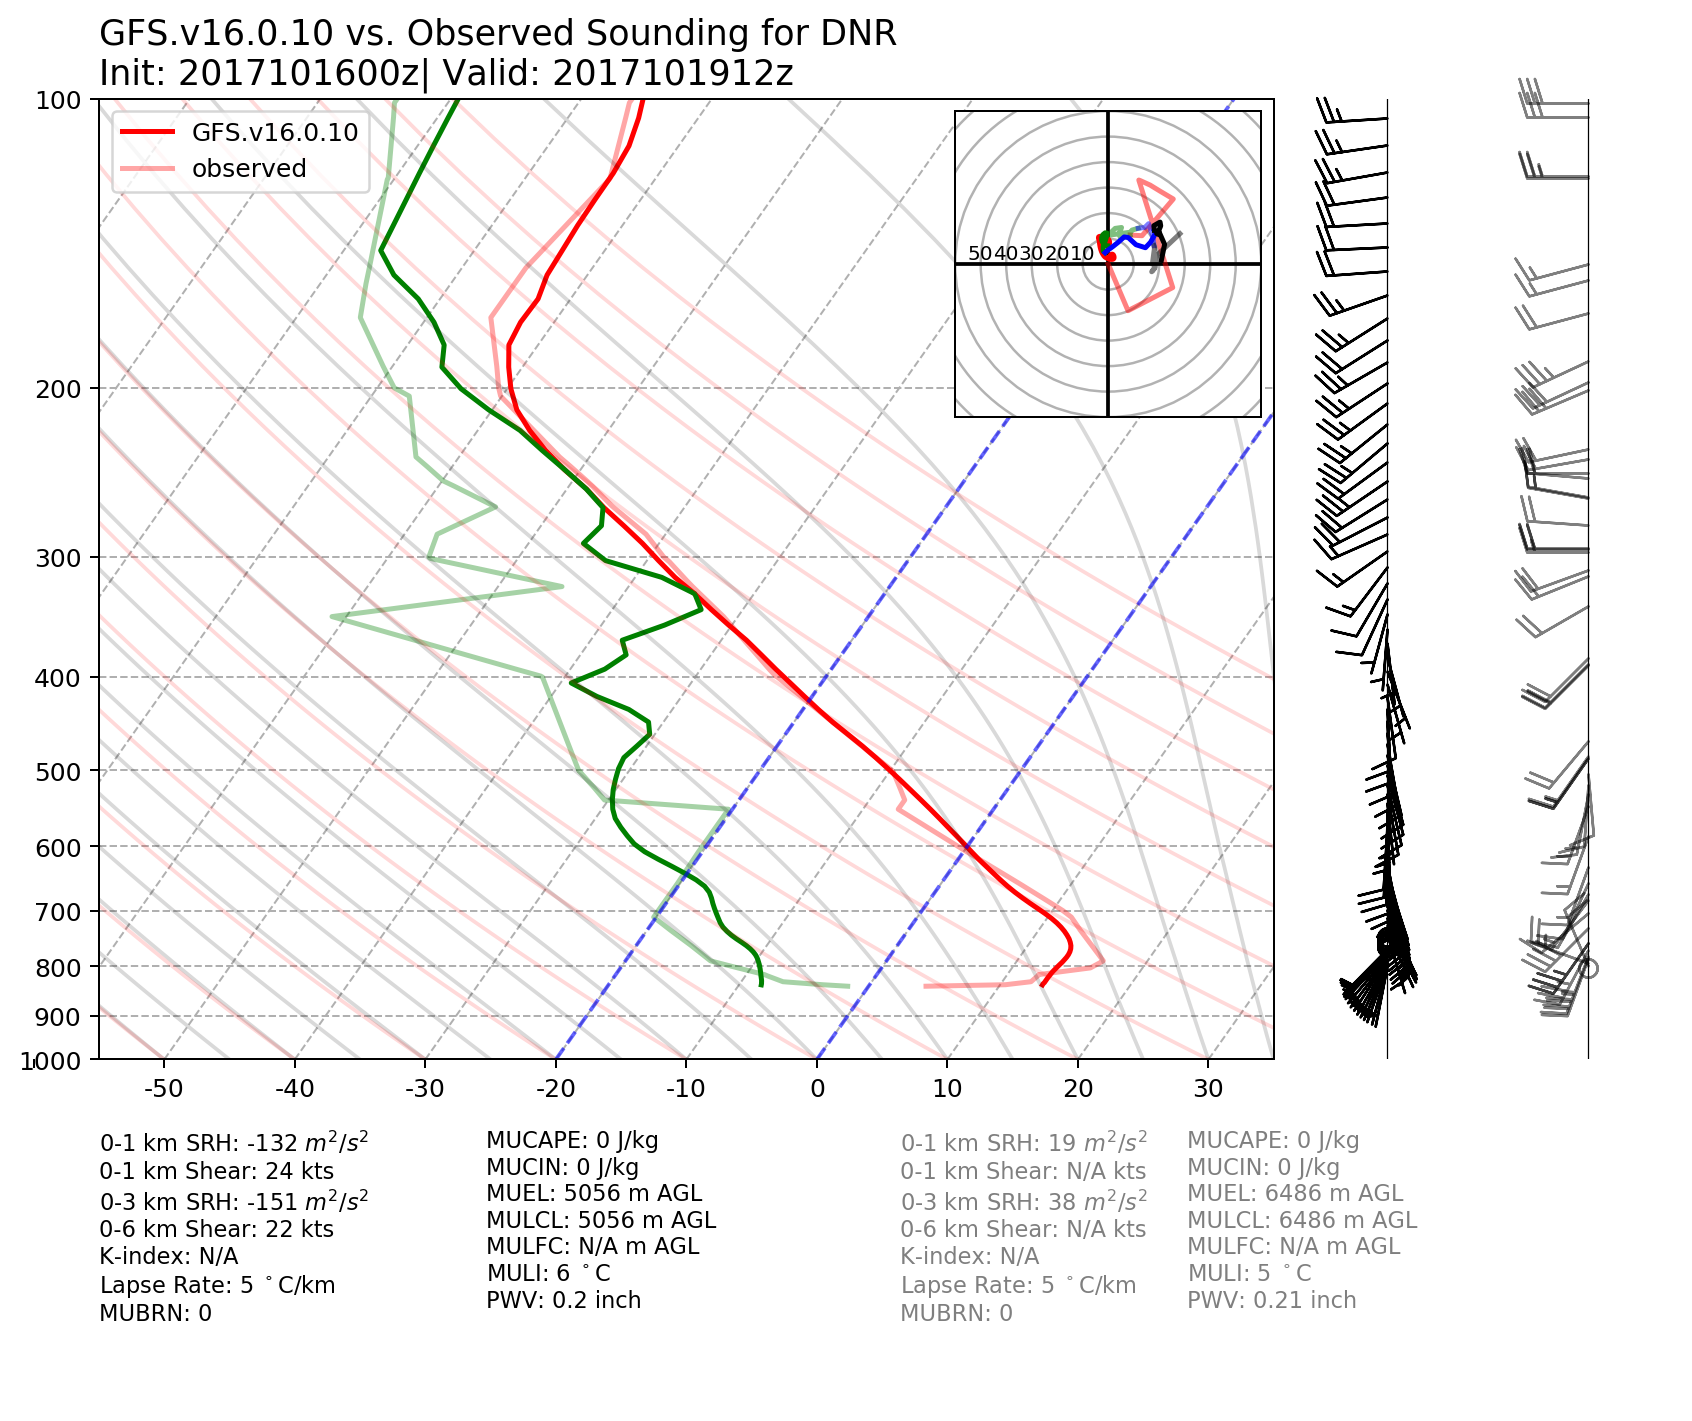 GFS.v16.0.10 vs. Observed Sounding for DNR
Init: 2017101600z| Valid: 2017101912z
GFS.v16.0.10
observed
50 40 30 20 10
100
200
300
400
500
600
700
800
900
1000
-50 -40 -30 -20 -10 0 10 20 30
0-1 km SRH: -132 m²/s²
0-1 km Shear: 24 kts
0-3 km SRH: -151 m²/s²
0-6 km Shear: 22 kts
K-index: N/A
Lapse Rate: 5 °C/km
MUBRN: 0
MUCAPE: 0 J/kg
MUCIN: 0 J/kg
MUEL: 5056 m AGL
MULCL: 5056 m AGL
MULFC: N/A m AGL
MULI: 6 °C
PWV: 0.2 inch
0-1 km SRH: 19 m²/s²
0-1 km Shear: N/A kts
0-3 km SRH: 38 m²/s²
0-6 km Shear: N/A kts
K-index: N/A
Lapse Rate: 5 °C/km
MUBRN: 0
MUCAPE: 0 J/kg
MUCIN: 0 J/kg
MUEL: 6486 m AGL
MULCL: 6486 m AGL
MULFC: N/A m AGL
MULI: 5 °C
PWV: 0.21 inch